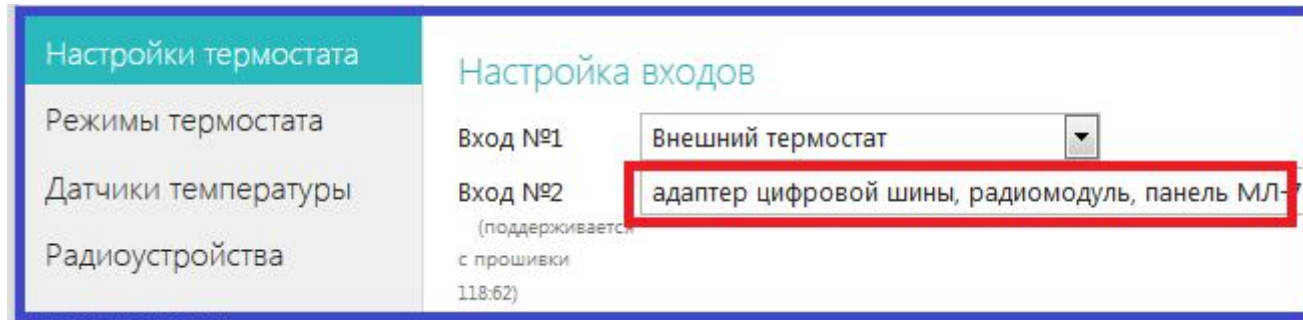 Настройки термостата
Режимы термостата
Датчики температуры
Радиоустройства
Настройка входов
Вход №1 Внешний термостат
Вход №2 адаптер цифровой шины, радиомодуль, панель МЛ-7
(поддерживается
с прошивки
118:62)